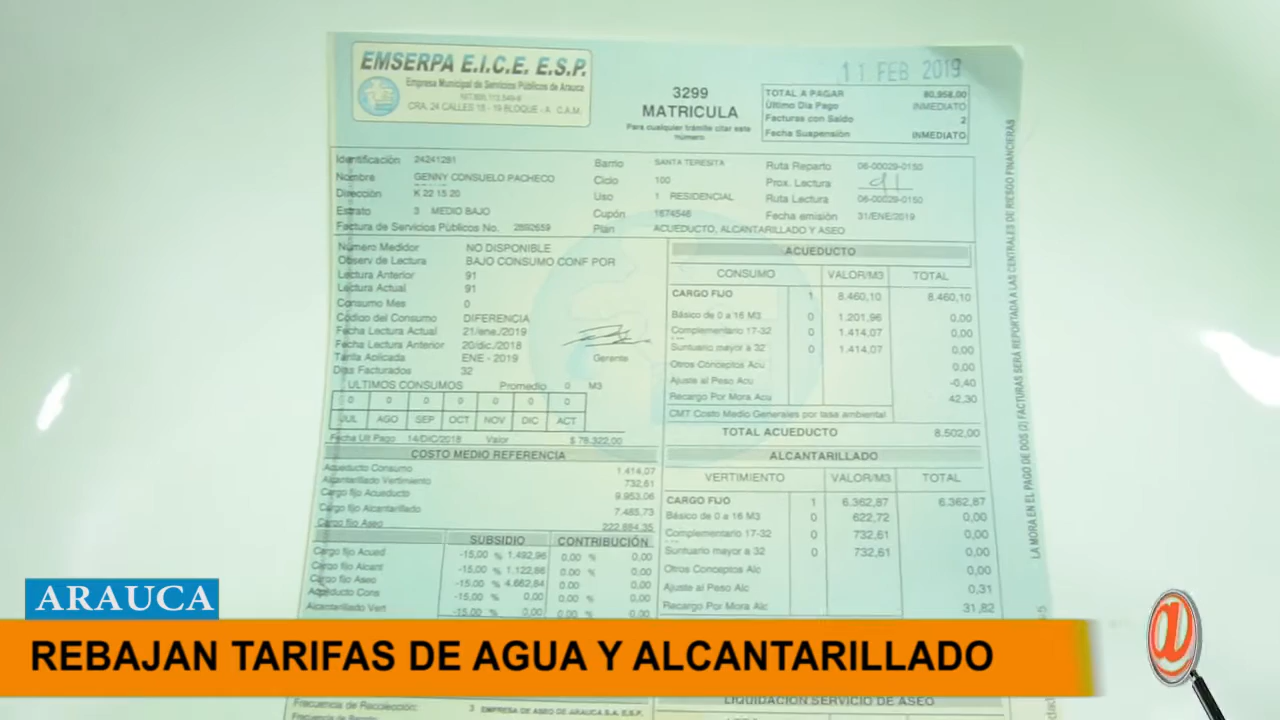 EMSERPA E.I.C.E. E.S.P.
Empresa Municipal de Servicios Públicos de Arauca
CRA. 24 CALLES 18 - 19 BLOQUE - A C.A.M.
3299
MATRICULA
Para cualquier trámite citar este
número
11 FEB 2019
TOTAL A PAGAR 80,958,00
Último Dia Pago INMEDIATO
Facturas con Saldo 2
Fecha Suspensión INMEDIATO
Identificación 24241281
Nombre GENNY CONSUELO PACHECO
Dirección K 22 15 20
Estrato 3 MEDIO BAJO
Factura de Servicios Públicos No. 2692659
Barrio SANTA TERESITA
Ciclo 100
Uso 1 RESIDENCIAL
Cupón 1674546
Plan ACUEDUCTO, ALCANTARILLADO Y ASEO
Ruta Reparto 06-00029-0150
Prox. Lectura 91
Ruta Lectura 06-00029-0150
Fecha emisión 31/ENE/2019
Número Medidor NO DISPONIBLE
Observ de Lectura BAJO CONSUMO CONF POR
Lectura Anterior 91
Lectura Actual 91
Consumo Mes 0
Código del Consumo DIFERENCIA
Fecha Lectura Actual 21/ene./2019
Fecha Lectura Anterior 20/dic./2018
Tarifa Aplicada ENE - 2019
Dias Facturados 32
Gerente
ULTIMOS CONSUMOS Promedio 0 M3
0 0 0 0 0 0 0
JUL AGO SEP OCT NOV DIC ACT
Fecha Ult Pago 14/DIC/2018 Valor $ 78,322,00
COSTO MEDIO REFERENCIA
Acueducto Consumo 1.414,07
Alcantarillado Vertimiento 732,61
Cargo fijo Acueducto 9.953,06
Cargo fijo Alcantarillado 7.485,73
Cargo fijo Aseo 222.884,35
SUBSIDIO CONTRIBUCIÓN
Cargo fijo Acued -15,00 % 1.492,96 0,00 % 0,00
Cargo fijo Alcant -15,00 % 1.122,86 0,00 % 0,00
Cargo fijo Aseo -15,00 % 4.662,84 0,00 0,00
Acueducto Cons -15,00 % 0,00 0,00 % 0,00
Alcantarillado Vert -15,00 % 0,00 0,00 % 0,00
ACUEDUCTO
CONSUMO VALOR/M3 TOTAL
CARGO FIJO 1 8.460,10 8.460,10
Básico de 0 a 16 M3 0 1.201,96 0,00
Complementario 17-32 0 1.414,07 0,00
Suntuario mayor a 32 0 1.414,07 0,00
Otros Conceptos Acu 0,00
Ajuste al Peso Acu -0,40
Recargo Por Mora Acu 42,30
CMT Costo Medio Generales por tasa ambiental
TOTAL ACUEDUCTO 8.502,00
ALCANTARILLADO
VERTIMIENTO VALOR/M3 TOTAL
CARGO FIJO 1 6.362,87 6.362,87
Básico de 0 a 16 M3 0 622,72 0,00
Complementario 17-32 0 732,61 0,00
Suntuario mayor a 32 0 732,61 0,00
Otros Conceptos Alc 0,00
Ajuste al Peso Alc 0,31
Recargo Por Mora Alc 31,82
LA MORA EN EL PAGO DE DOS (2) FACTURAS SERÁ REPORTADA A LAS CENTRALES DE RIESGO FINANCIERAS
ARAUCA
REBAJAN TARIFAS DE AGUA Y ALCANTARILLADO
@
LIQUIDACIÓN SERVICIO DE ASEO
Frecuencia de Recolección: 3 EMPRESA DE ASEO DE ARAUCA S.A. E.S.P.